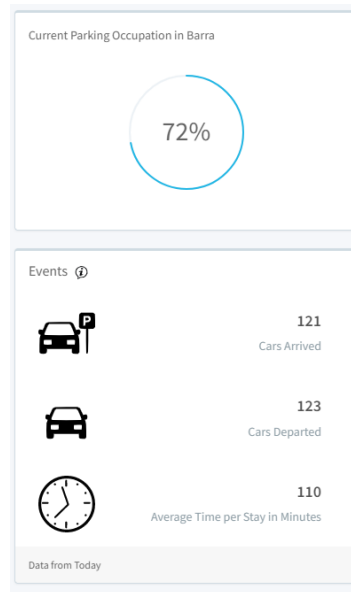 Current Parking Occupation in Barra
72%
Events
P
121
Cars Arrived
123
Cars Departed
110
Average Time per Stay in Minutes
Data from Today